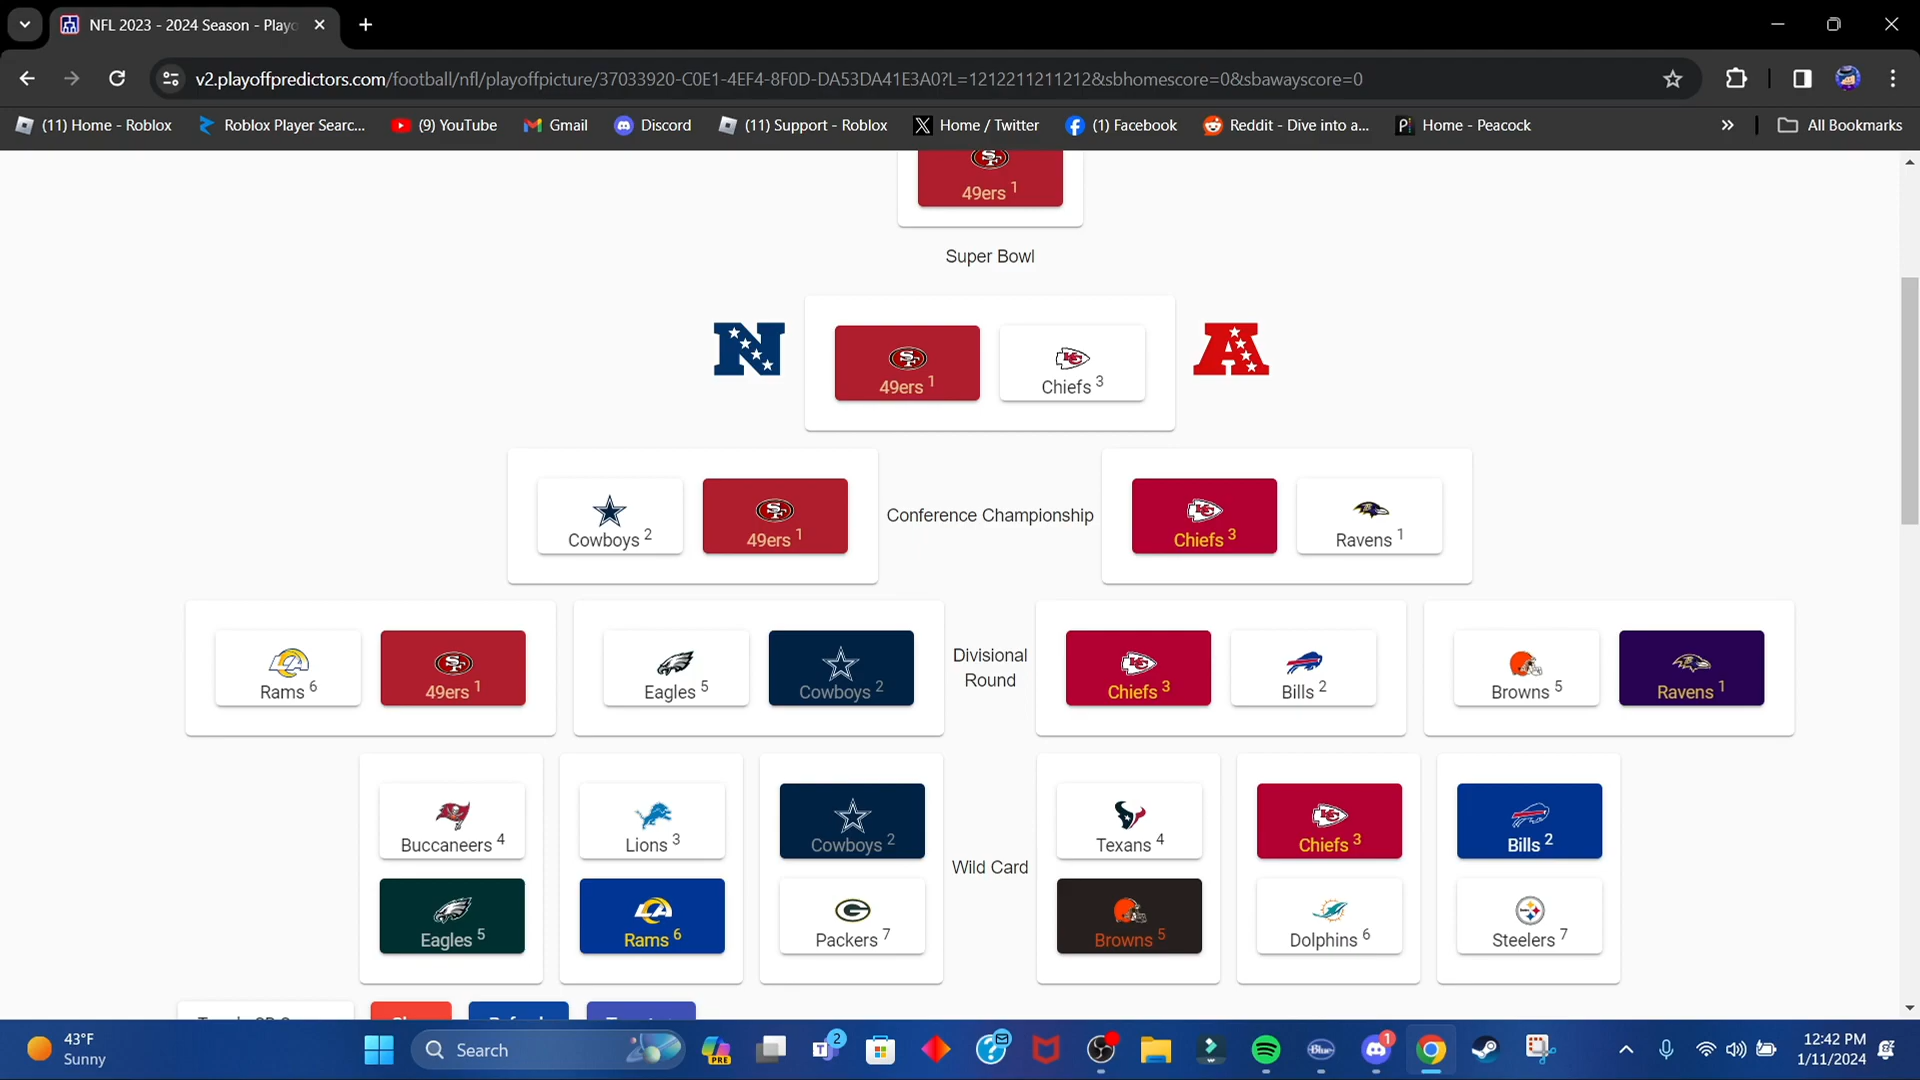 NFL 2023 - 2024 Season - Playo
v2.playoffpredictors.com/football/nfl/playoffpicture/37033920-C0E1-4EF4-8F0D-DA53DA41E3A0?L=1212211211212&sbhomescore=0&sbawayscore=0
(11) Home - Roblox Roblox Player Searc... (9) YouTube Gmail Discord (11) Support - Roblox Home / Twitter (1) Facebook Reddit - Dive into a... Home - Peacock » All Bookmarks
49ers 1
Super Bowl
49ers 1 Chiefs 3
Cowboys 2 49ers 1 Conference Championship Chiefs 3 Ravens 1
Rams 6 49ers 1 Eagles 5 Cowboys 2 Divisional Round Chiefs 3 Bills 2 Browns 5 Ravens 1
Buccaneers 4 Lions 3 Cowboys 2 Texans 4 Chiefs 3 Bills 2
Wild Card
Eagles 5 Rams 6 Packers 7 Browns 5 Dolphins 6 Steelers 7
43°F
Sunny
Search
PRE
2
1
12:42 PM
1/11/2024